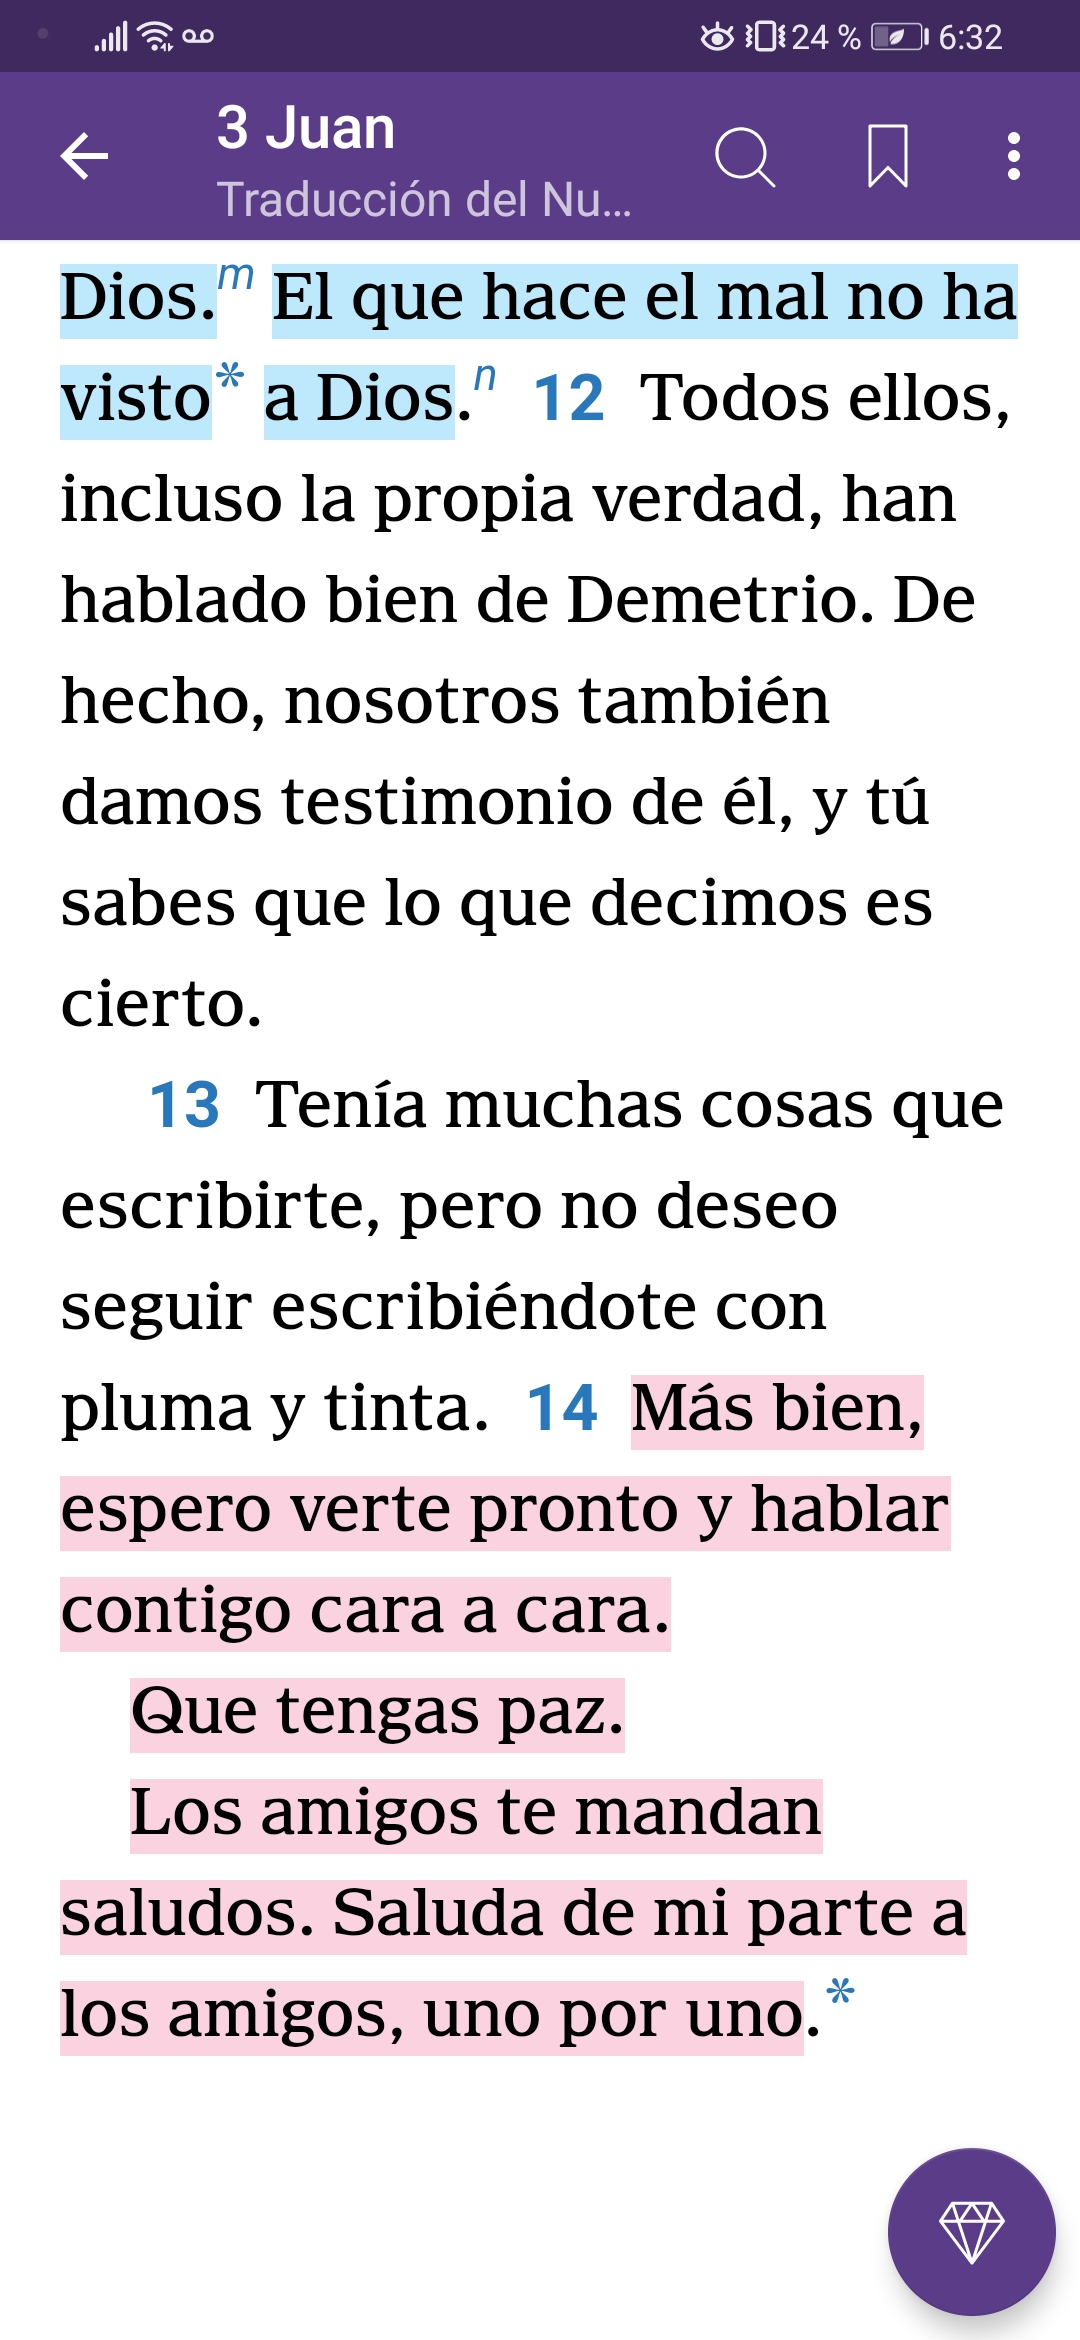 24 % 6:32
3 Juan
Traducción del Nu...
Dios.m El que hace el mal no ha
visto* a Dios.n 12 Todos ellos,
incluso la propia verdad, han
hablado bien de Demetrio. De
hecho, nosotros también
damos testimonio de él, y tú
sabes que lo que decimos es
cierto.
13 Tenía muchas cosas que
escribirte, pero no deseo
seguir escribiéndote con
pluma y tinta. 14 Más bien,
espero verte pronto y hablar
contigo cara a cara.
Que tengas paz.
Los amigos te mandan
saludos. Saluda de mi parte a
los amigos, uno por uno.*